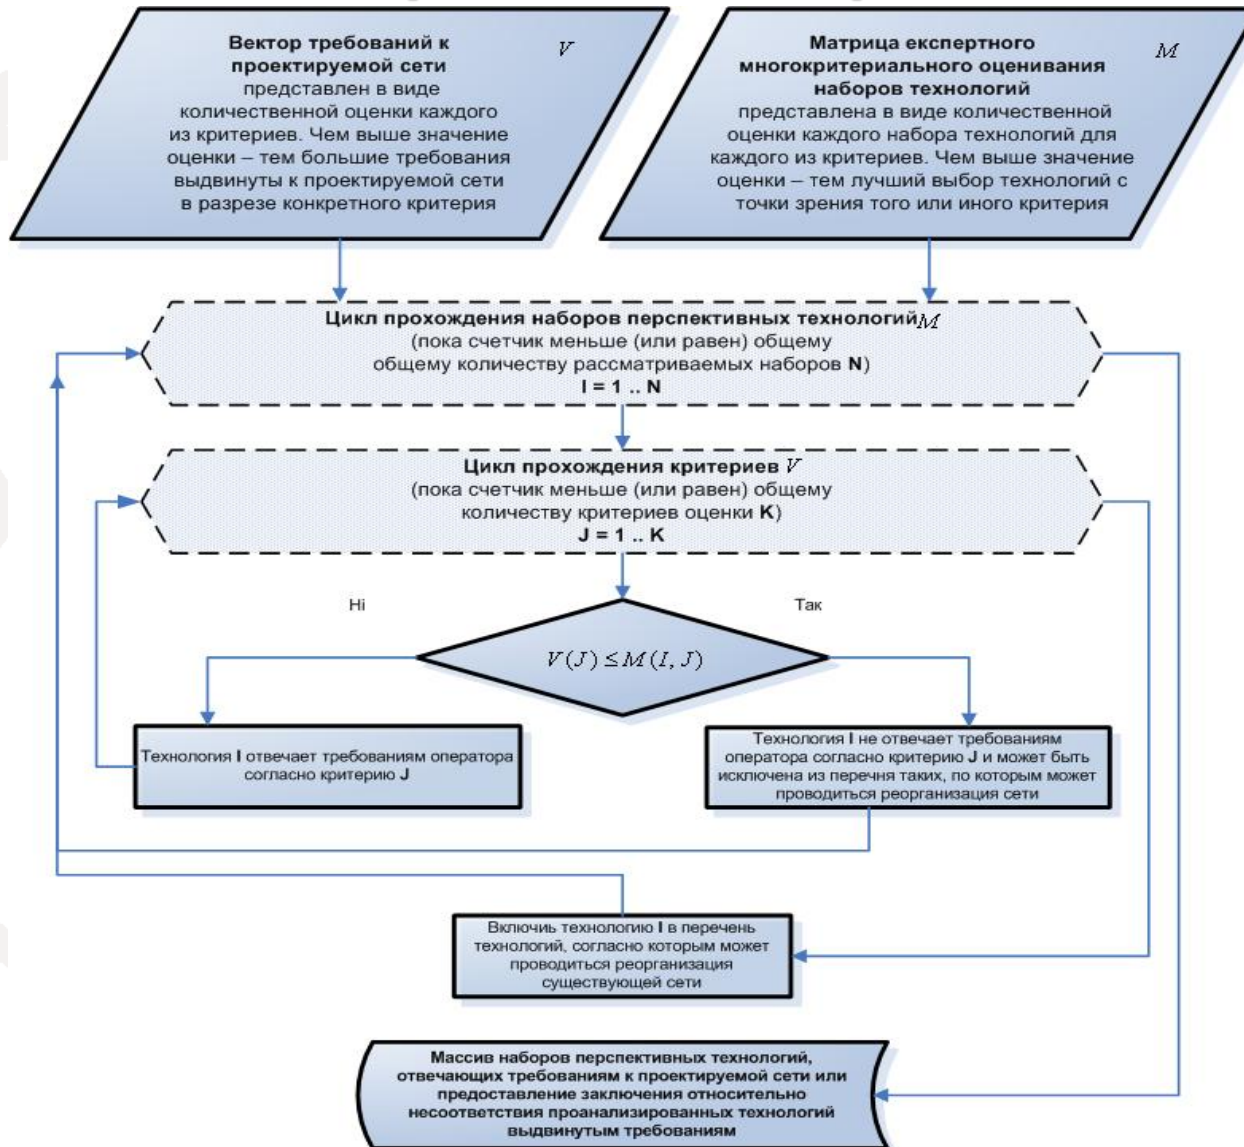 Вектор требований к
проектируемой сети
представлен в виде
количественной оценки каждого
из критериев. Чем выше значение
оценки – тем большие требования
выдвинуты к проектируемой сети
в разрезе конкретного критерия
V
Матрица експертного
многокритериального оценивания
наборов технологий
представлена в виде количественной
оценки каждого набора технологий для
каждого из критериев. Чем выше значение
оценки – тем лучший выбор технологий с
точки зрения того или иного критерия
M
Цикл прохождения наборов перспективных технологий M
(пока счетчик меньше (или равен) общему
общему количеству рассматриваемых наборов N)
I = 1 .. N
Цикл прохождения критериев V
(пока счетчик меньше (или равен) общему
количеству критериев оценки K)
J = 1 .. K
Ні
Так
V(J) ≤ M(I, J)
Технология I отвечает требованиям оператора
согласно критерию J
Технология I не отвечает требованиям
оператора согласно критерию J и может быть
исключена из перечня таких, по которым может
проводиться реорганизация сети
Включиь технологию I в перечень
технологий, согласно которым может
проводиться реорганизация
существующей сети
Массив наборов перспективных технологий,
отвечающих требованиям к проектируемой сети или
предоставление заключения относительно
несоответствия проанализированных технологий
выдвинутым требованиям